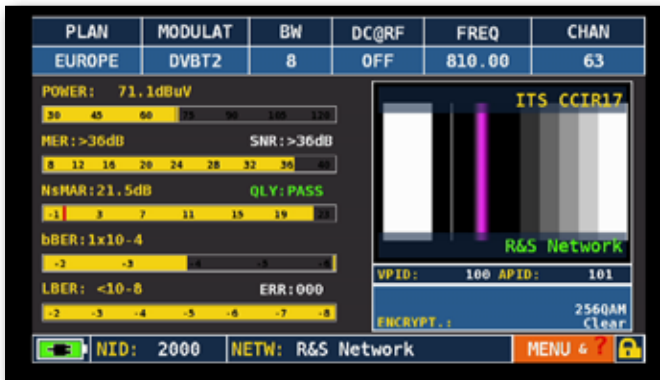 PLAN MODULAT BW DC@RF FREQ CHAN
EUROPE DVBT2 8 OFF 810.00 63
POWER: 71.1dBuV
30 45 60 75 90 105 120
MER:>36dB SNR:>36dB
8 12 16 20 24 28 32 36 40
NsMAR:21.5dB QLY:PASS
-1 3 7 11 15 19 23
bBER:1x10-4
-2 -3 -4 -5 -6
LBER: <10-8 ERR:000
-2 -3 -4 -5 -6 -7 -8
ITS CCIR17
R&S Network
VPID: 100 APID: 101
256QAM
ENCRYPT.: Clear
NID: 2000 NETW: R&S Network MENU & ?